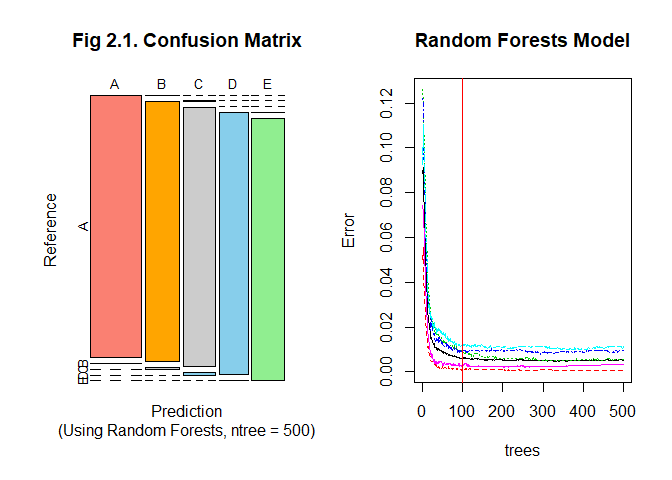 Fig 2.1. Confusion Matrix
A B C D E
Reference
A
B
C
D
E
Prediction
(Using Random Forests, ntree = 500)
Random Forests Model
Error
0.12
0.10
0.08
0.06
0.04
0.02
0.00
0 100 200 300 400 500
trees